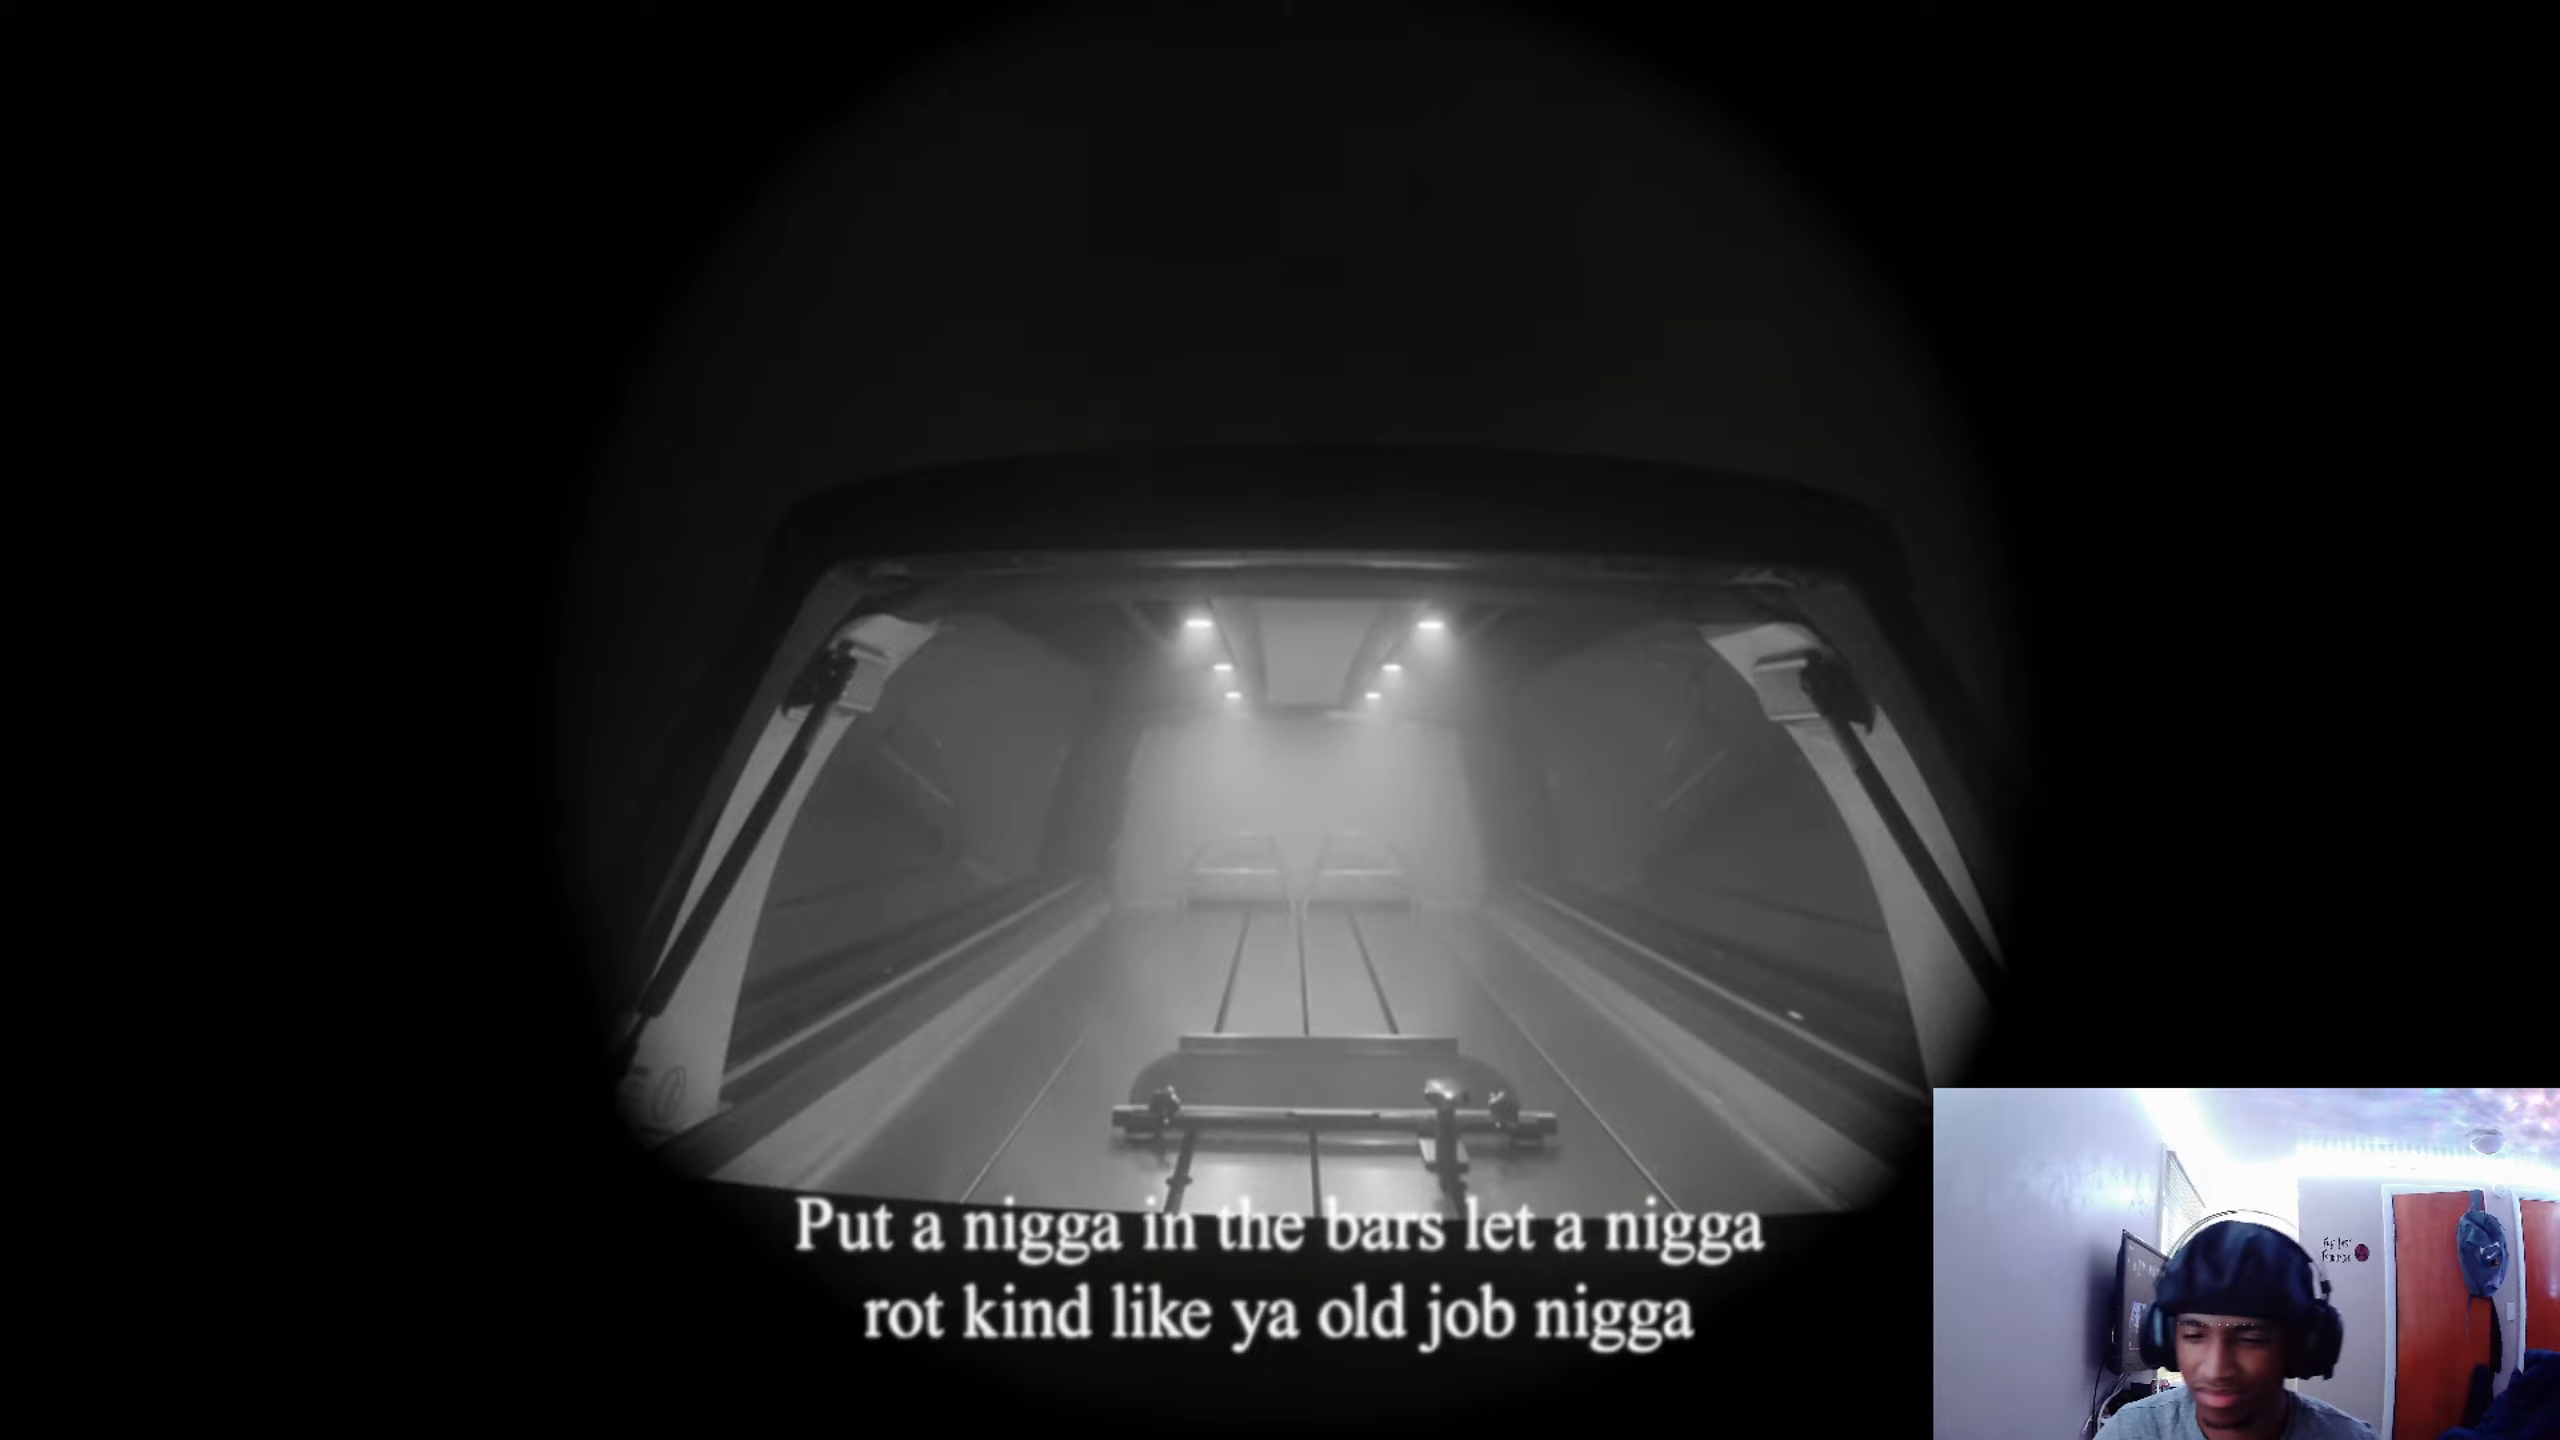 Put a nigga in the bars let a nigga
rot kind like ya old job nigga